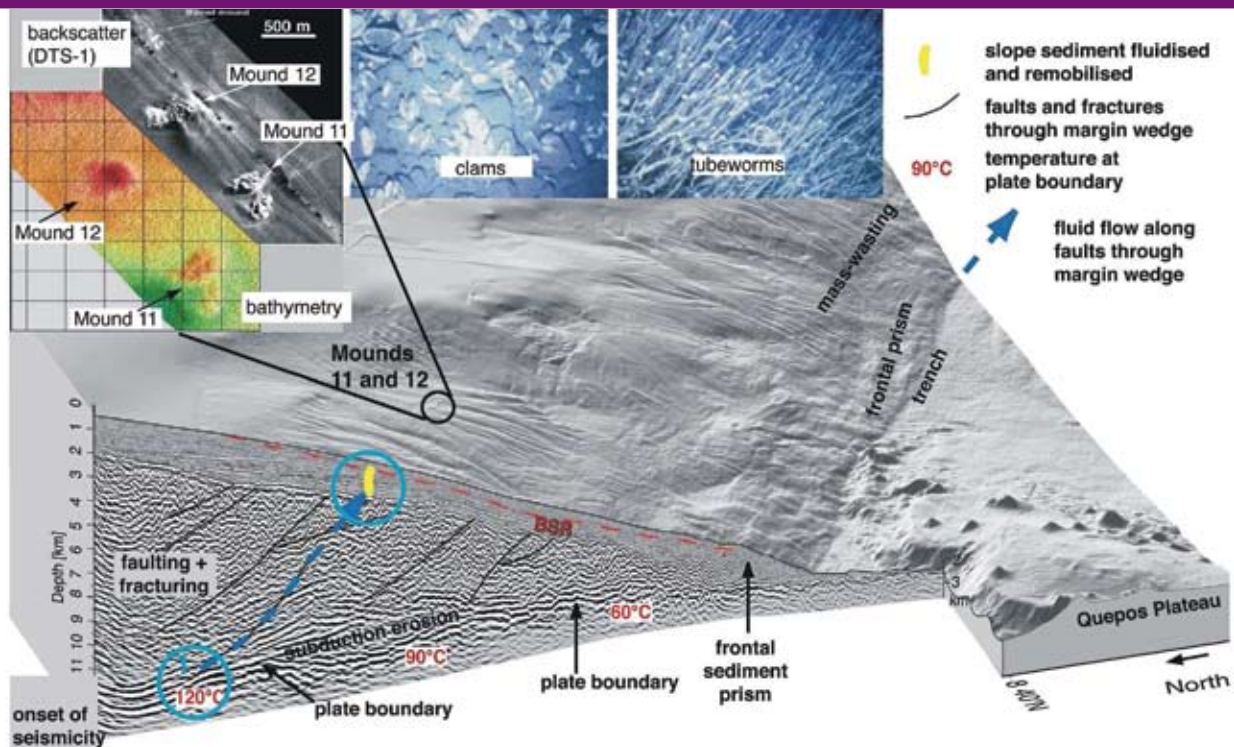 backscatter
(DTS-1)
500 m
Mound 12
Mound 11
Mound 12
Mound 11
bathymetry
clams
tubeworms
slope sediment fluidised
and remobilised
faults and fractures
through margin wedge
90°C
temperature at
plate boundary
fluid flow along
faults through
margin wedge
mass-wasting
frontal prism
trench
Mounds
11 and 12
0
1
2
3
4
5
6
7
8
9
10
11
Depth [km]
BSR
faulting +
fracturing
subduction erosion
60°C
90°C
120°C
plate boundary
plate boundary
frontal
sediment
prism
onset of
seismicity
3
km
Quepos Plateau
8 40'N
North